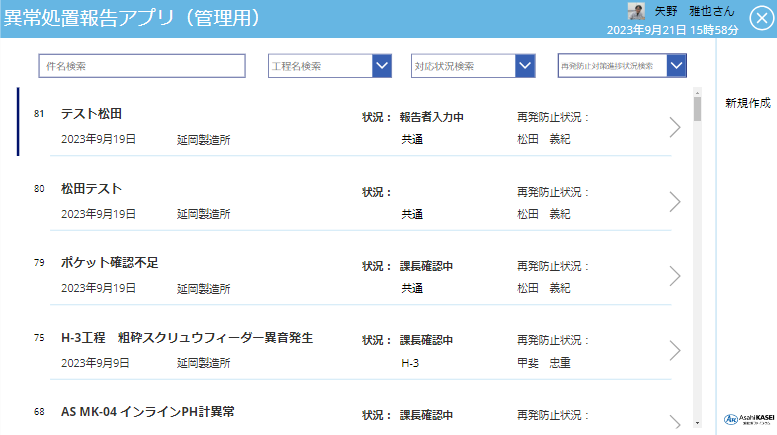 異常処置報告アプリ（管理用）
矢野　雅也さん
2023年9月21日 15時58分
件名検索
工程名検索
対応状況検索
再発防止対策進捗状況検索
新規作成
81 テスト松田 状況： 報告者入力中 再発防止状況：
2023年9月19日 延岡製造所 共通 松田　義紀
80 松田テスト 状況： 再発防止状況：
2023年9月19日 延岡製造所 共通 松田　義紀
79 ポケット確認不足 状況： 課長確認中 再発防止状況：
2023年9月19日 延岡製造所 共通 松田　義紀
75 H-3工程　粗砕スクリュウフィーダー異音発生 状況： 課長確認中 再発防止状況：
2023年9月9日 延岡製造所 H-3 甲斐　忠重
68 AS MK-04 インラインPH計異常 状況： 課長確認中 再発防止状況：
AsahiKASEI